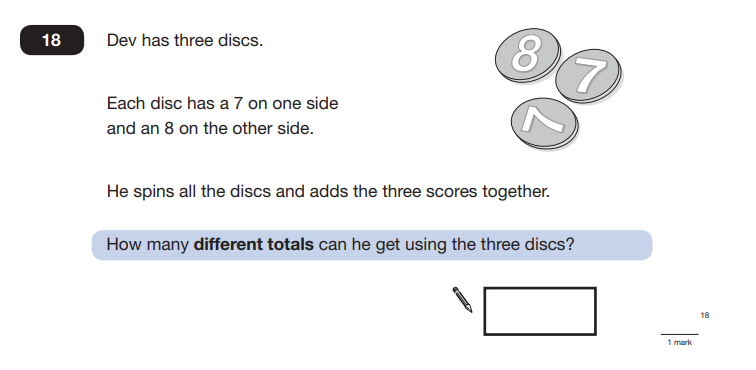 18
Dev has three discs.
8
7
7
Each disc has a 7 on one side
and an 8 on the other side.
He spins all the discs and adds the three scores together.
How many different totals can he get using the three discs?
18
1 mark